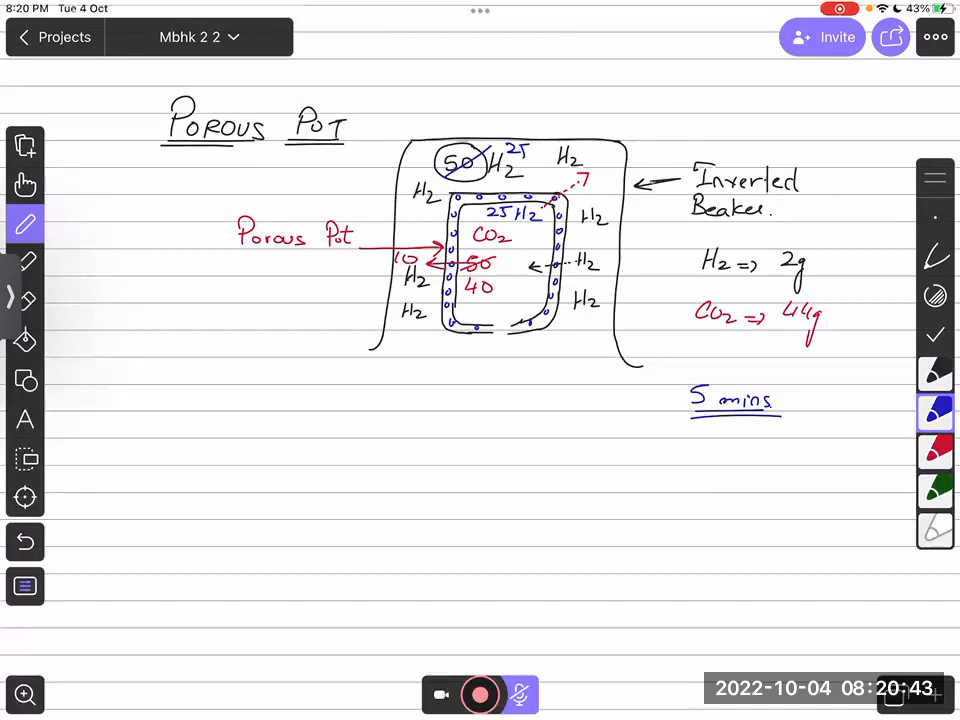 8:20 PM Tue 4 Oct
43%
Projects
Mbhk 2 2
Invite
POROUS POT
50 H2 25
H2
H2
Inverted
Beaker.
25 H2
H2
Porous Pot
CO2
10
50
H2
H2 => 2g
H2
40
H2
H2
CO2 => 44g
5 mins.
A
2022-10-04 08:20:43